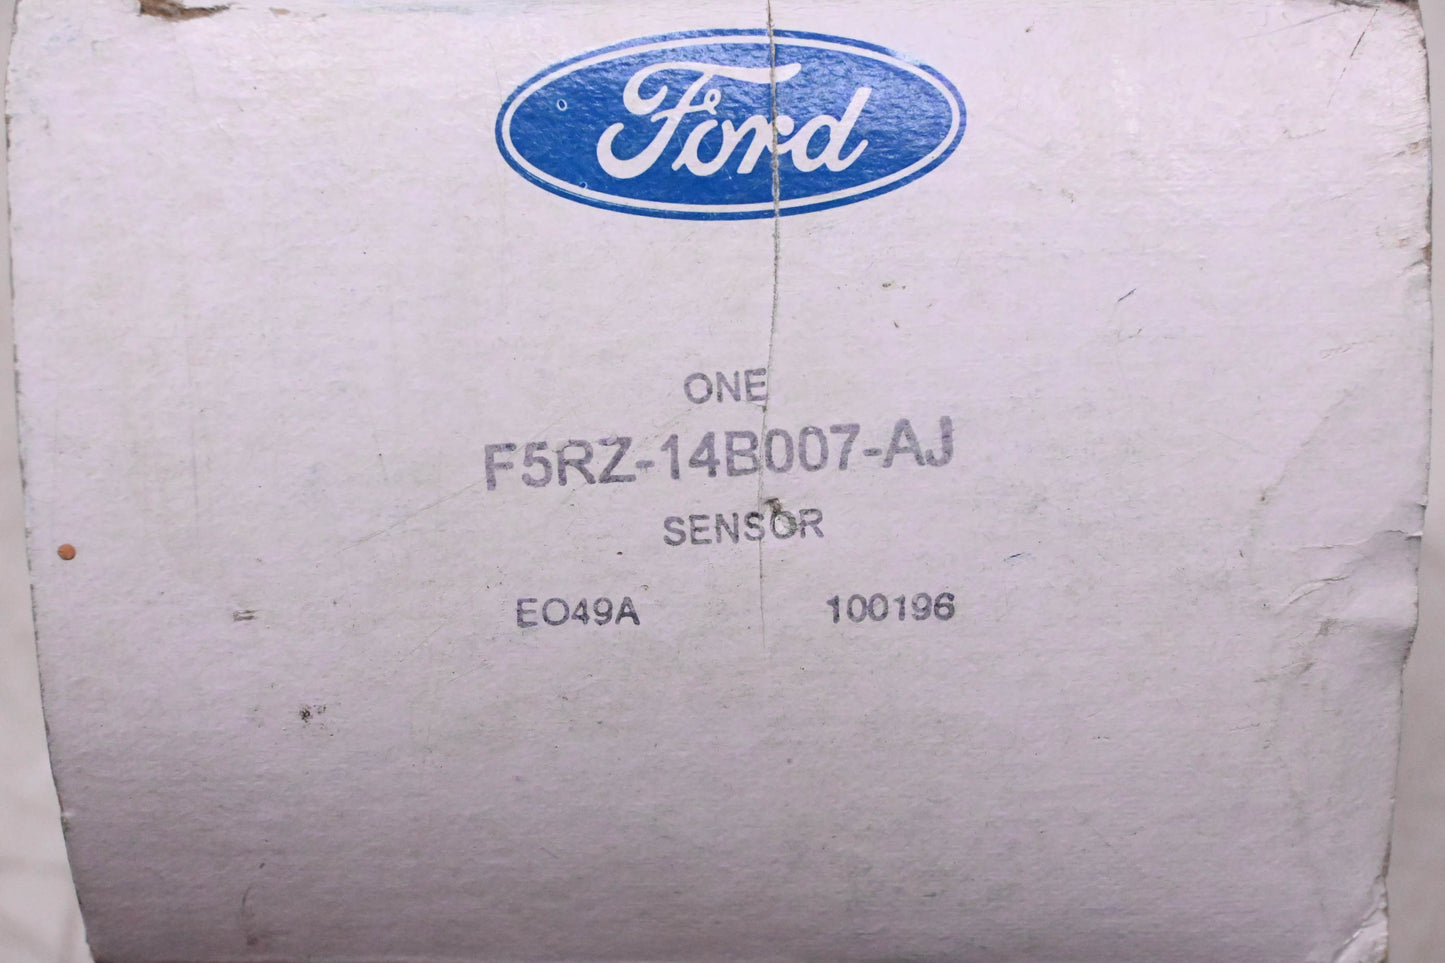 Ford
ONE
F5RZ-14B007-AJ
SENSOR
EO49A 100196